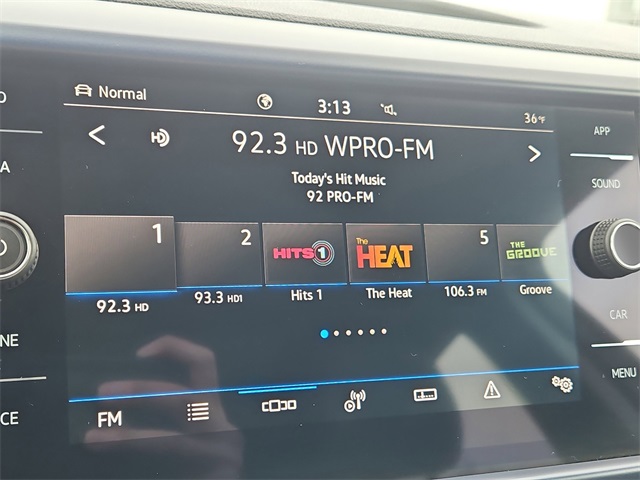 Normal
3:13
36°F
92.3 HD WPRO-FM
Today's Hit Music
92 PRO-FM
1
2
HITS 1
The HEAT
5
THE GROOVE
92.3 HD
93.3 HD1
Hits 1
The Heat
106.3 FM
Groove
FM
APP
SOUND
CAR
MENU